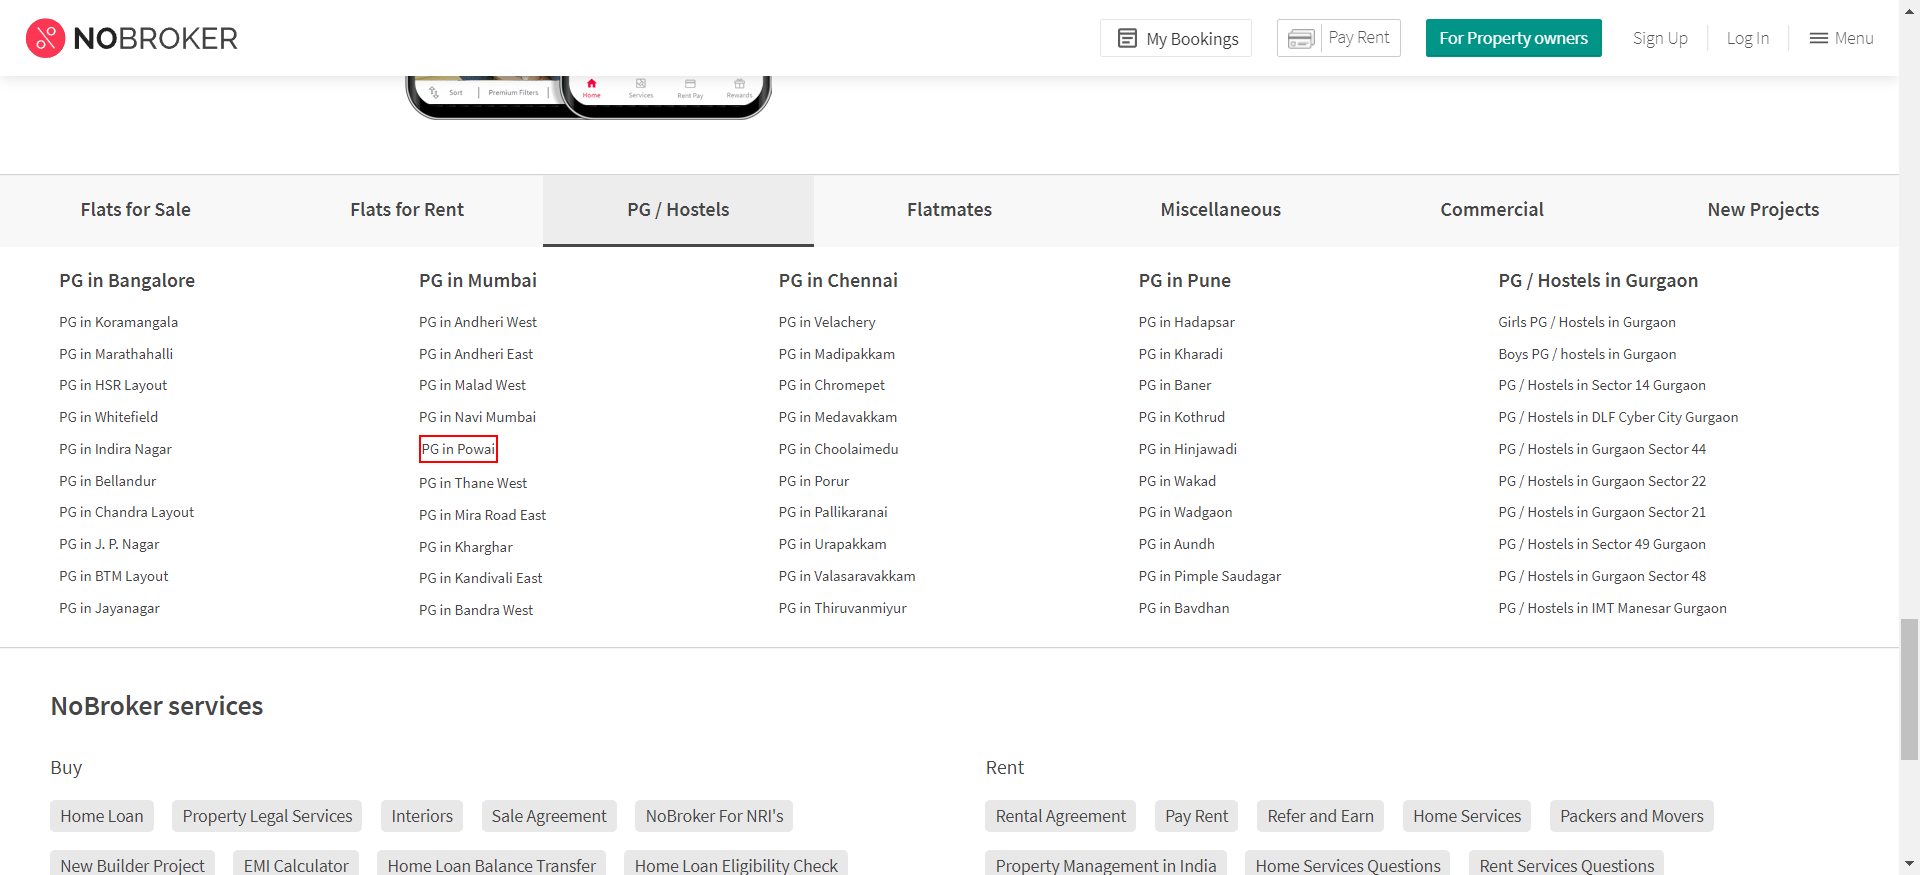 NOBROKER
My Bookings
Pay Rent
For Property owners
Sign Up
Log In
Menu
Sort
Premium Filters
Home
Services
Rent Pay
Rewards
Flats for Sale
Flats for Rent
PG / Hostels
Flatmates
Miscellaneous
Commercial
New Projects
PG in Bangalore
PG in Koramangala
PG in Marathahalli
PG in HSR Layout
PG in Whitefield
PG in Indira Nagar
PG in Bellandur
PG in Chandra Layout
PG in J. P. Nagar
PG in BTM Layout
PG in Jayanagar
PG in Mumbai
PG in Andheri West
PG in Andheri East
PG in Malad West
PG in Navi Mumbai
PG in Powai
PG in Thane West
PG in Mira Road East
PG in Kharghar
PG in Kandivali East
PG in Bandra West
PG in Chennai
PG in Velachery
PG in Madipakkam
PG in Chromepet
PG in Medavakkam
PG in Choolaimedu
PG in Porur
PG in Pallikaranai
PG in Urapakkam
PG in Valasaravakkam
PG in Thiruvanmiyur
PG in Pune
PG in Hadapsar
PG in Kharadi
PG in Baner
PG in Kothrud
PG in Hinjawadi
PG in Wakad
PG in Wadgaon
PG in Aundh
PG in Pimple Saudagar
PG in Bavdhan
PG / Hostels in Gurgaon
Girls PG / Hostels in Gurgaon
Boys PG / hostels in Gurgaon
PG / Hostels in Sector 14 Gurgaon
PG / Hostels in DLF Cyber City Gurgaon
PG / Hostels in Gurgaon Sector 44
PG / Hostels in Gurgaon Sector 22
PG / Hostels in Gurgaon Sector 21
PG / Hostels in Sector 49 Gurgaon
PG / Hostels in Gurgaon Sector 48
PG / Hostels in IMT Manesar Gurgaon
NoBroker services
Buy
Home Loan
Property Legal Services
Interiors
Sale Agreement
NoBroker For NRI's
New Builder Project
EMI Calculator
Home Loan Balance Transfer
Home Loan Eligibility Check
Rent
Rental Agreement
Pay Rent
Refer and Earn
Home Services
Packers and Movers
Property Management in India
Home Services Questions
Rent Services Questions